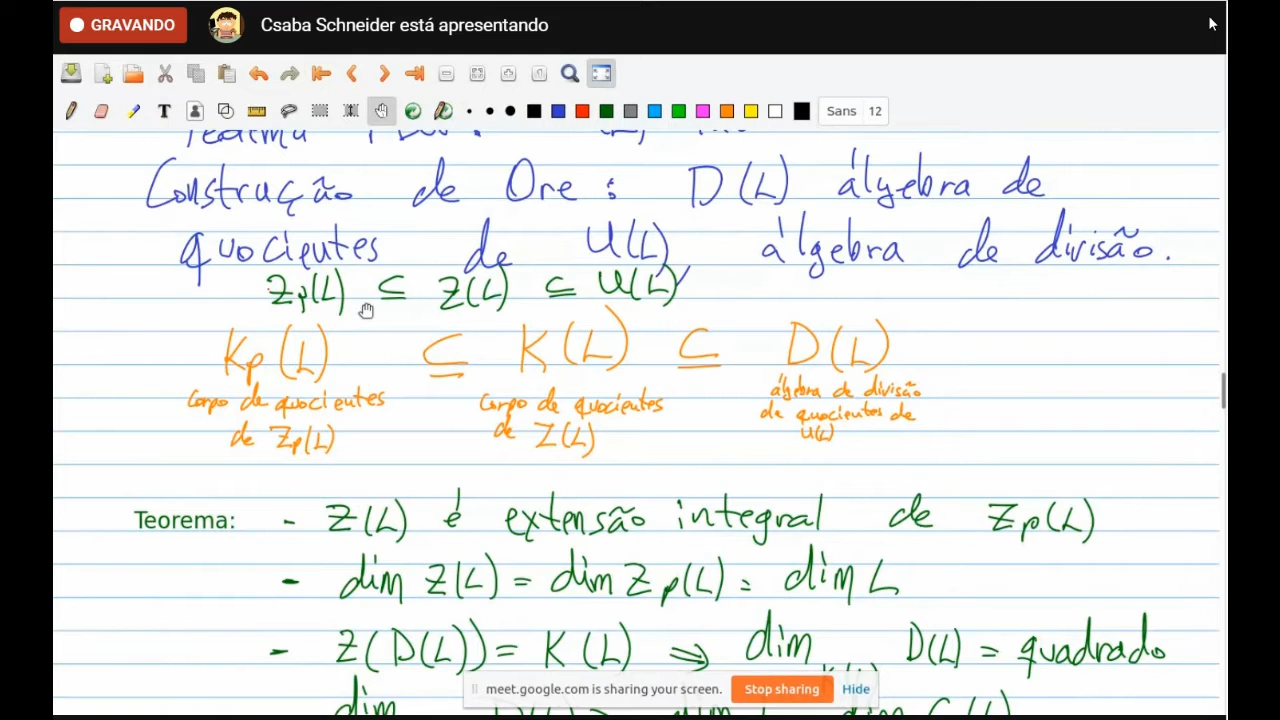 GRAVANDO
Csaba Schneider está apresentando
T
Sans 12
Teorema
Construção de Ore : D(L) álgebra de
quocientes de U(L), álgebra de divisão.
Zp(L) ⊆ Z(L) ⊆ U(L)
Kp(L) ⊆ K(L) ⊆ D(L)
corpo de quocientes de Zp(L)
corpo de quocientes de Z(L)
álgebra de divisão de quocientes de U(L)
Teorema: - Z(L) é extensão integral de Zp(L)
- dim Z(L) = dim Zp(L) = dim L
- Z(D(L)) = K(L) ⇒ dim D(L) = quadrado
meet.google.com is sharing your screen. Stop sharing Hide
dim